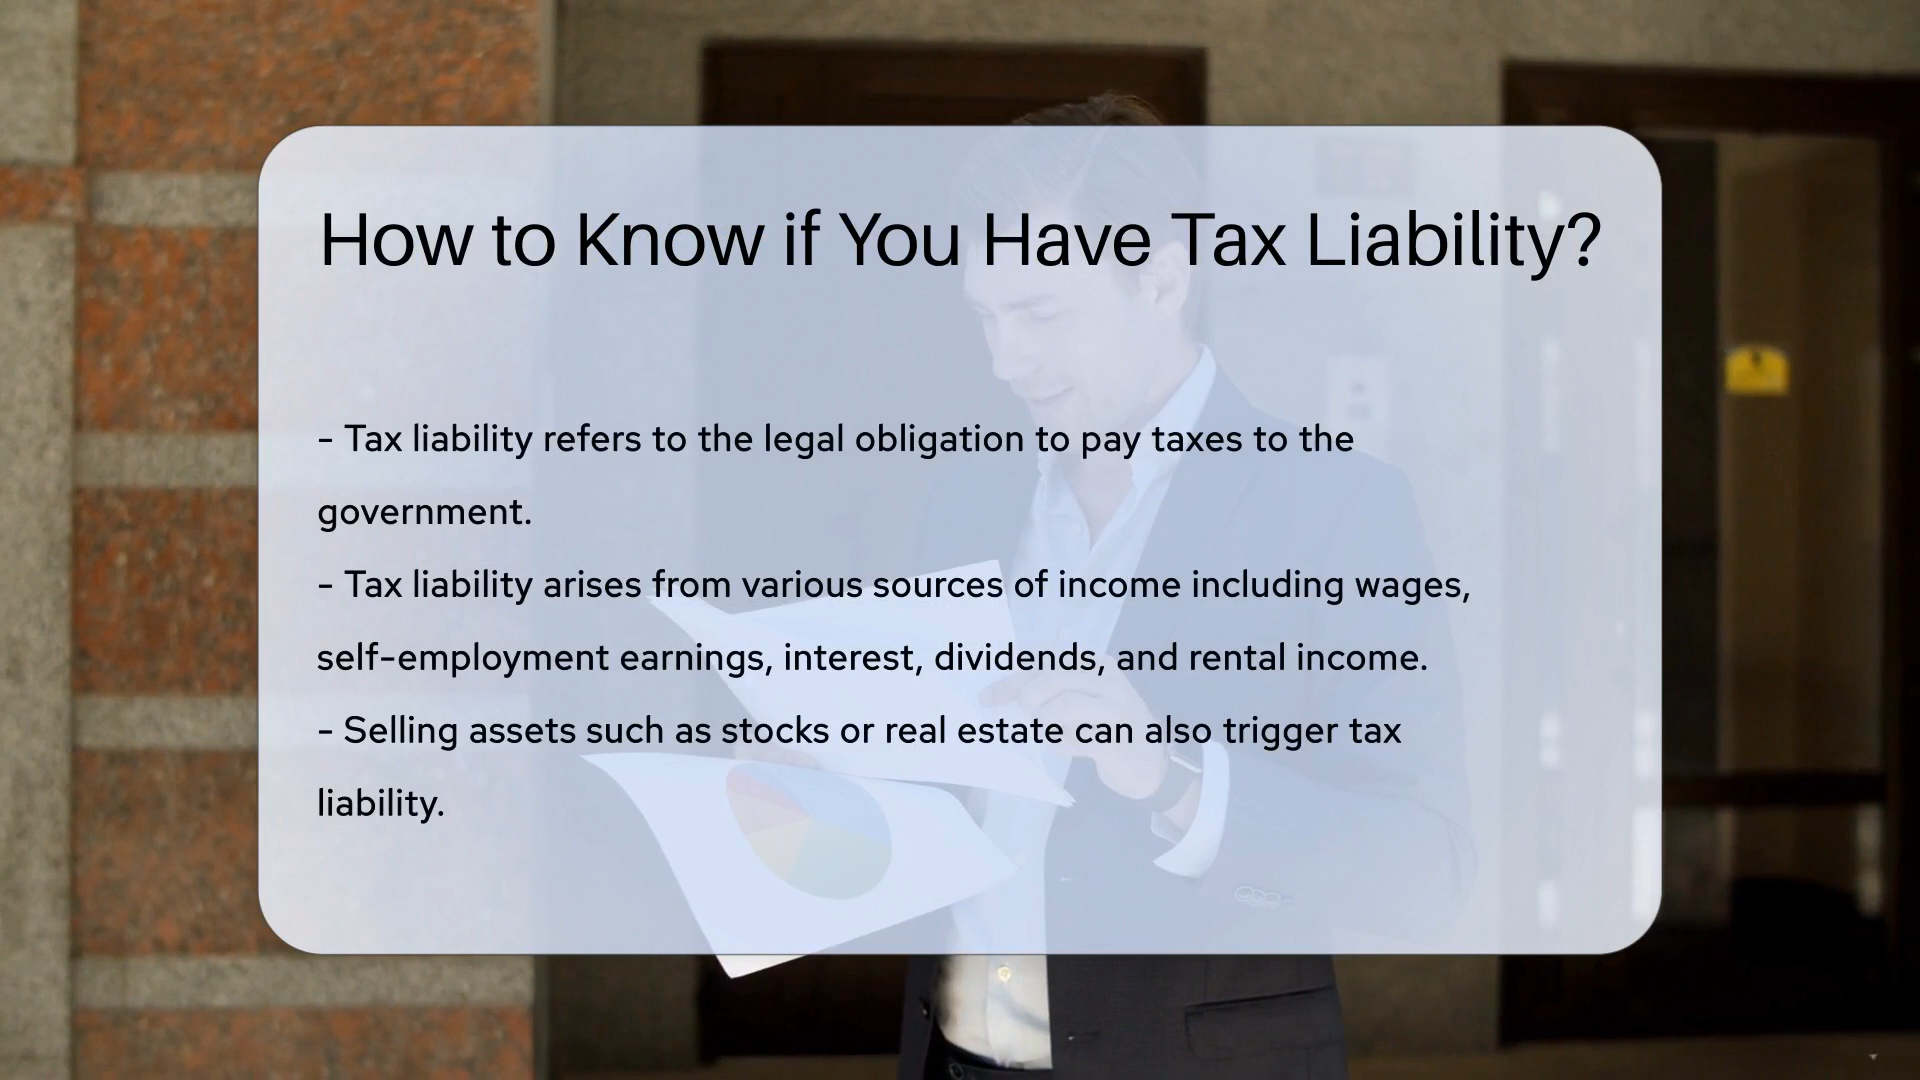 How to Know if You Have Tax Liability?
- Tax liability refers to the legal obligation to pay taxes to the
government.
- Tax liability arises from various sources of income including wages,
self-employment earnings, interest, dividends, and rental income.
- Selling assets such as stocks or real estate can also trigger tax
liability.